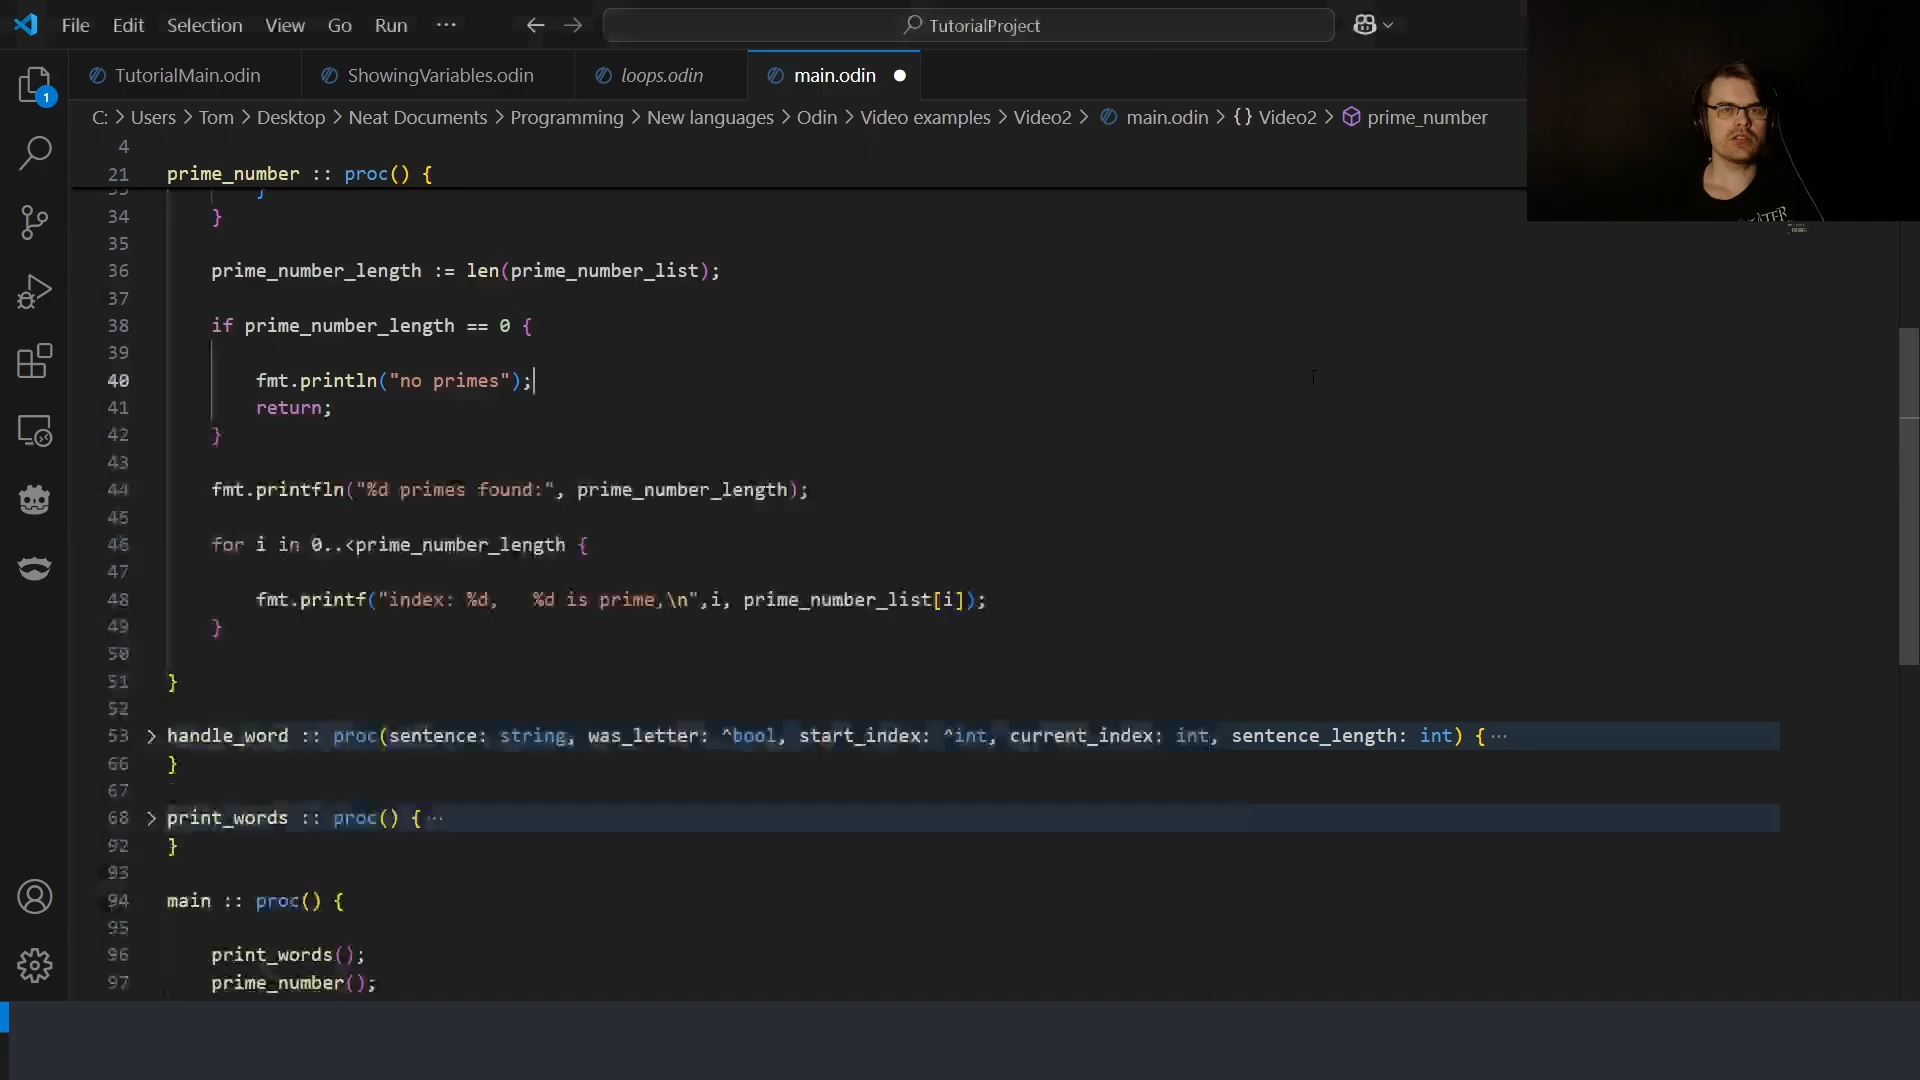 File Edit Selection View Go Run ··· TutorialProject
1
TutorialMain.odin ShowingVariables.odin loops.odin main.odin
C: > Users > Tom > Desktop > Neat Documents > Programming > New languages > Odin > Video examples > Video2 > main.odin > {} Video2 > prime_number
4
21 prime_number :: proc() {
33 }
34 }
35
36 prime_number_length := len(prime_number_list);
37
38 if prime_number_length == 0 {
39
40 fmt.println("no primes");
41 return;
42 }
43
44 fmt.printfln("%d primes found:", prime_number_length);
45
46 for i in 0..<prime_number_length {
47
48 fmt.printf("index: %d,   %d is prime,\n",i, prime_number_list[i]);
49 }
50
51 }
52
53 > handle_word :: proc(sentence: string, was_letter: ^bool, start_index: ^int, current_index: int, sentence_length: int) {···
66 }
67
68 > print_words :: proc() {···
92 }
93
94 main :: proc() {
95
96 print_words();
97 prime_number();